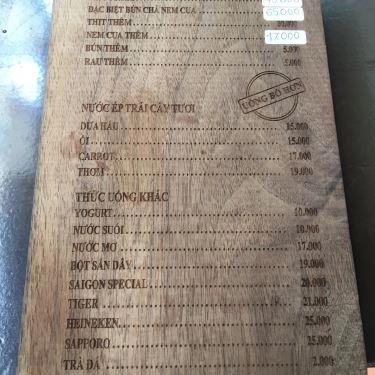 ĐẶC BIỆT BÚN CHẢ NEM CUA 65.000
THỊT THÊM
NEM CUA THÊM 17.000
BÚN THÊM 5.000
RAU THÊM 5.000
UỐNG BỔ HƠN
NƯỚC ÉP TRÁI CÂY TƯƠI
DƯA HẤU 15.000
ỔI 15.000
CARROT 17.000
THƠM 19.000
THỨC UỐNG KHÁC
YOGURT 10.000
NƯỚC SUỐI 10.000
NƯỚC MƠ 17.000
BỘT SẮN DÂY 19.000
SAIGON SPECIAL 20.000
TIGER 21.000
HEINEKEN 25.000
SAPPORO 25.000
TRÀ ĐÁ 2.000